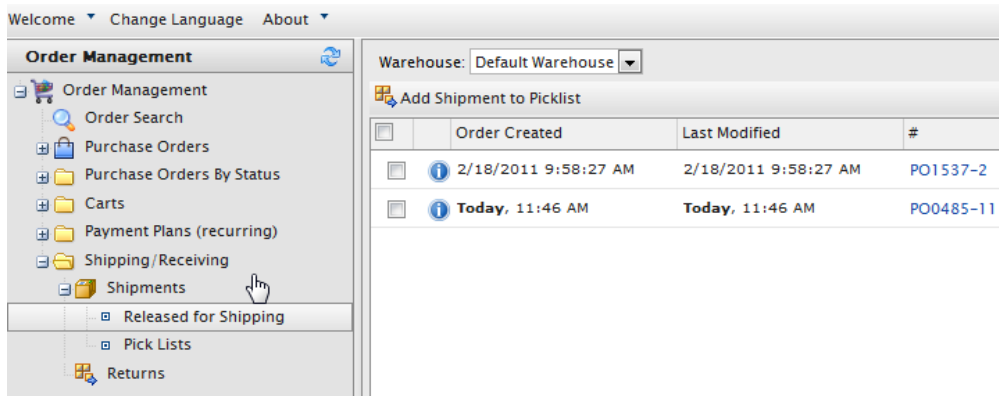 Welcome Change Language About
Order Management
Order Management
Order Search
Purchase Orders
Purchase Orders By Status
Carts
Payment Plans (recurring)
Shipping/Receiving
Shipments
Released for Shipping
Pick Lists
Returns
Warehouse: Default Warehouse
Add Shipment to Picklist
Order Created Last Modified #
2/18/2011 9:58:27 AM 2/18/2011 9:58:27 AM PO1537-2
Today, 11:46 AM Today, 11:46 AM PO0485-11